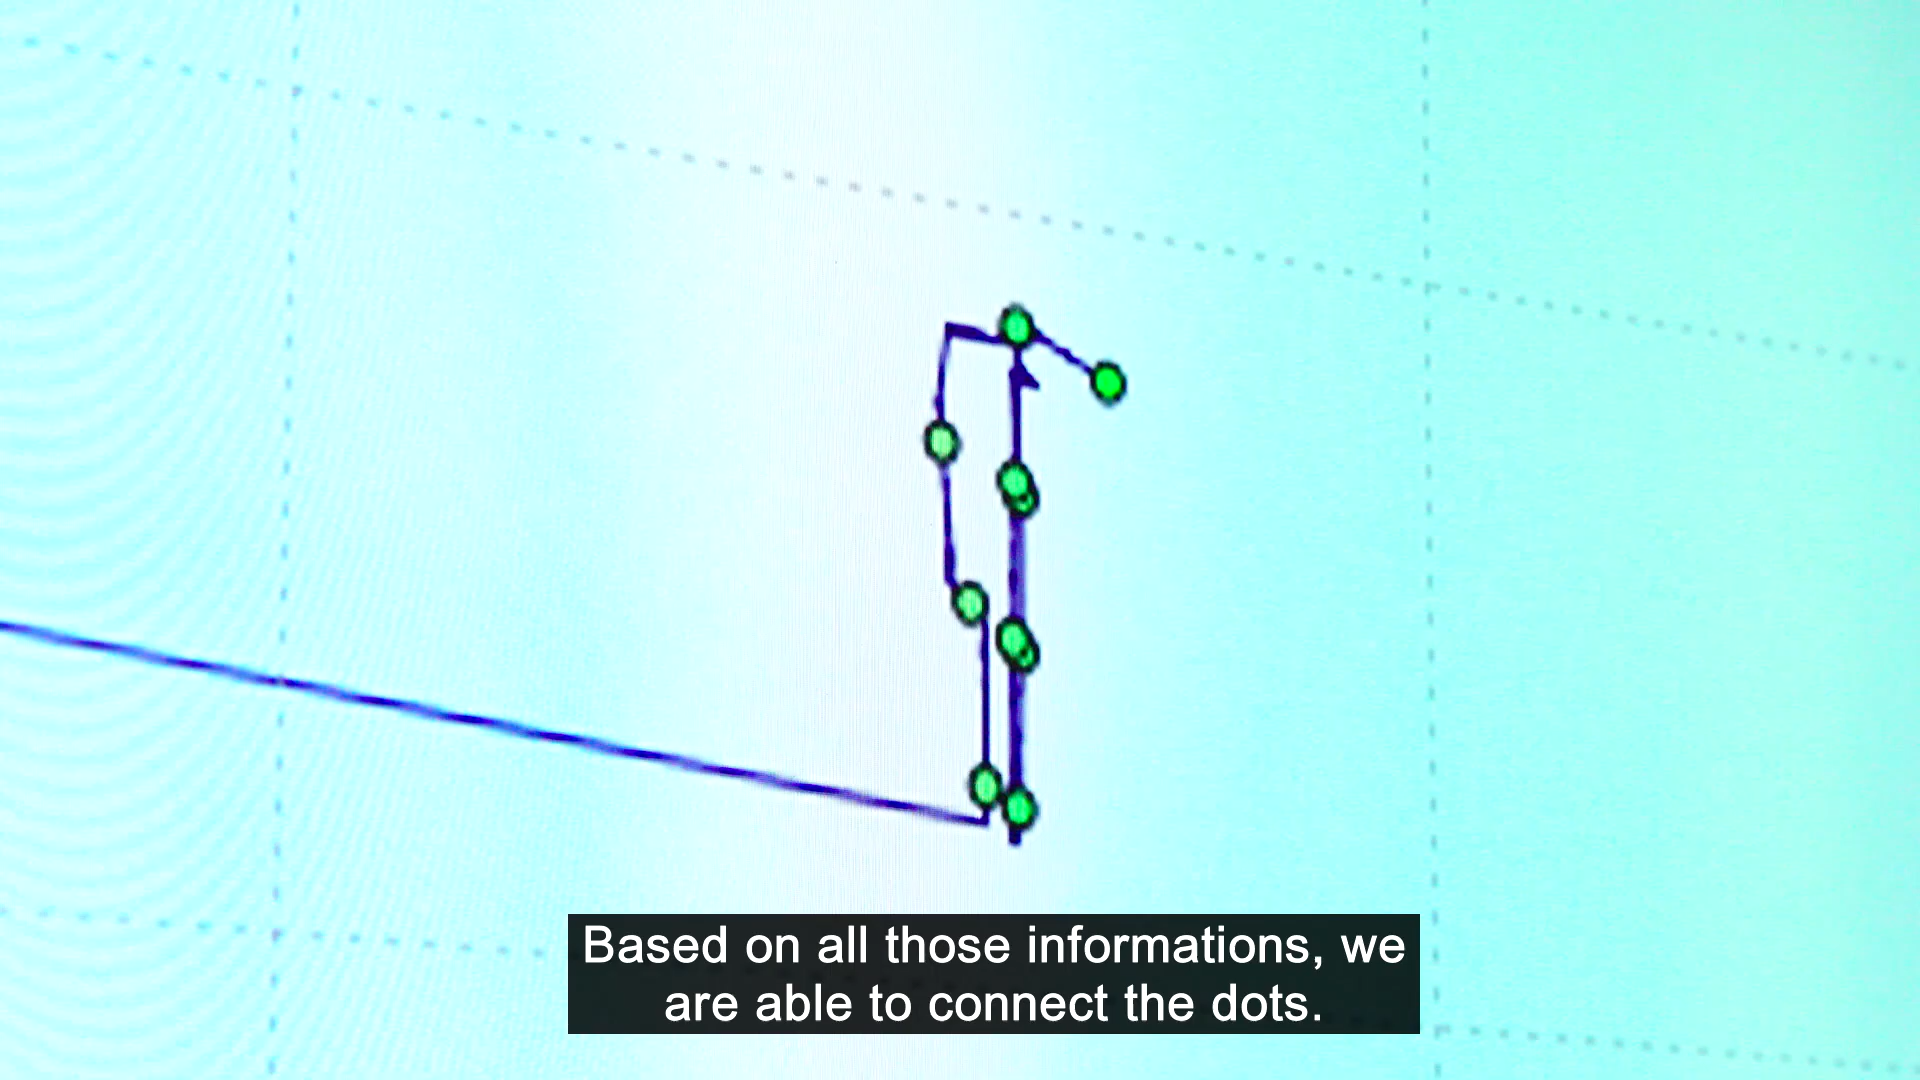 Based on all those informations, we
are able to connect the dots.